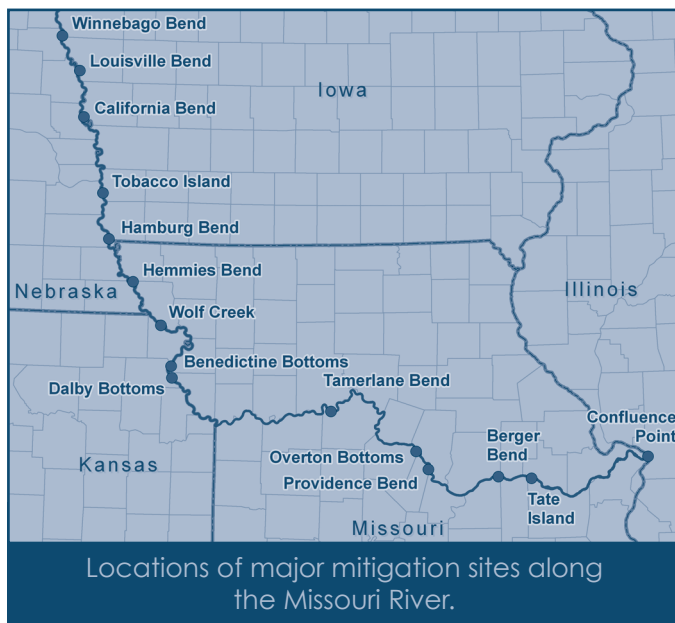 Winnebago Bend
Louisville Bend
Iowa
California Bend
Tobacco Island
Hamburg Bend
Hemmies Bend
Nebraska
Illinois
Wolf Creek
Benedictine Bottoms
Dalby Bottoms
Tamerlane Bend
Confluence
Point
Berger
Bend
Overton Bottoms
Kansas
Providence Bend
Tate
Island
Missouri
Locations of major mitigation sites along
the Missouri River.